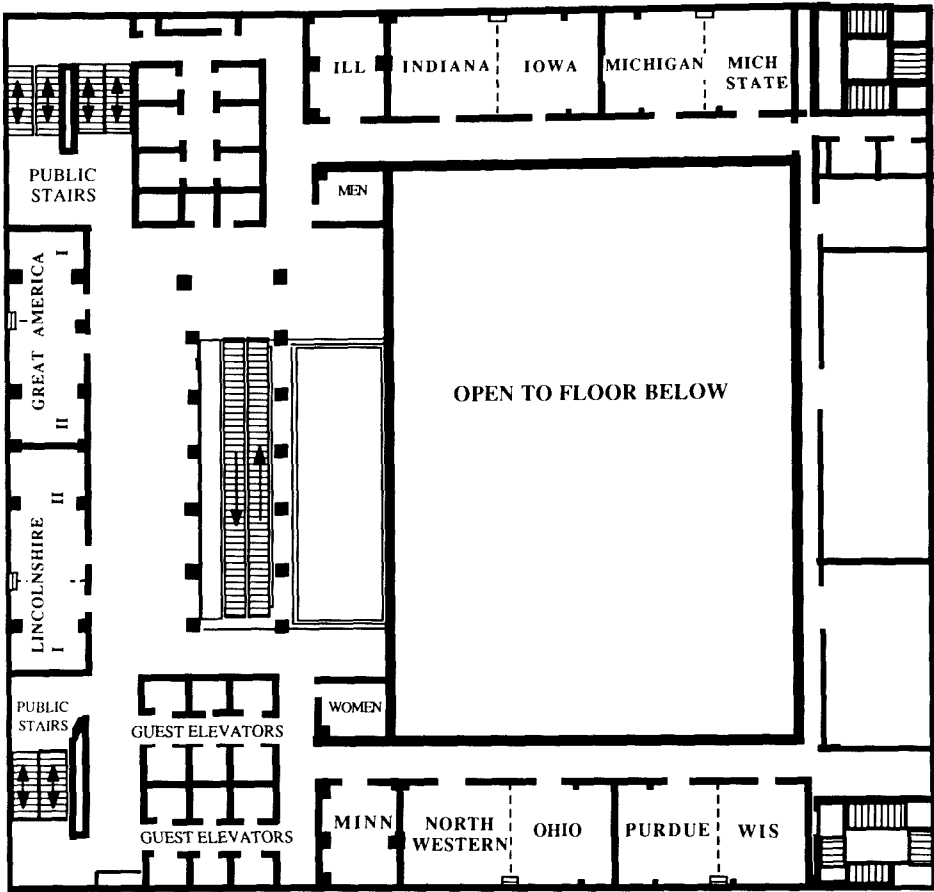 ILL
INDIANA
IOWA
MICHIGAN
MICH
STATE
PUBLIC
STAIRS
MEN
GREAT AMERICA
I
II
OPEN TO FLOOR BELOW
LINCOLNSHIRE
II
I
PUBLIC
STAIRS
WOMEN
GUEST ELEVATORS
GUEST ELEVATORS
MINN
NORTH
WESTERN
OHIO
PURDUE
WIS